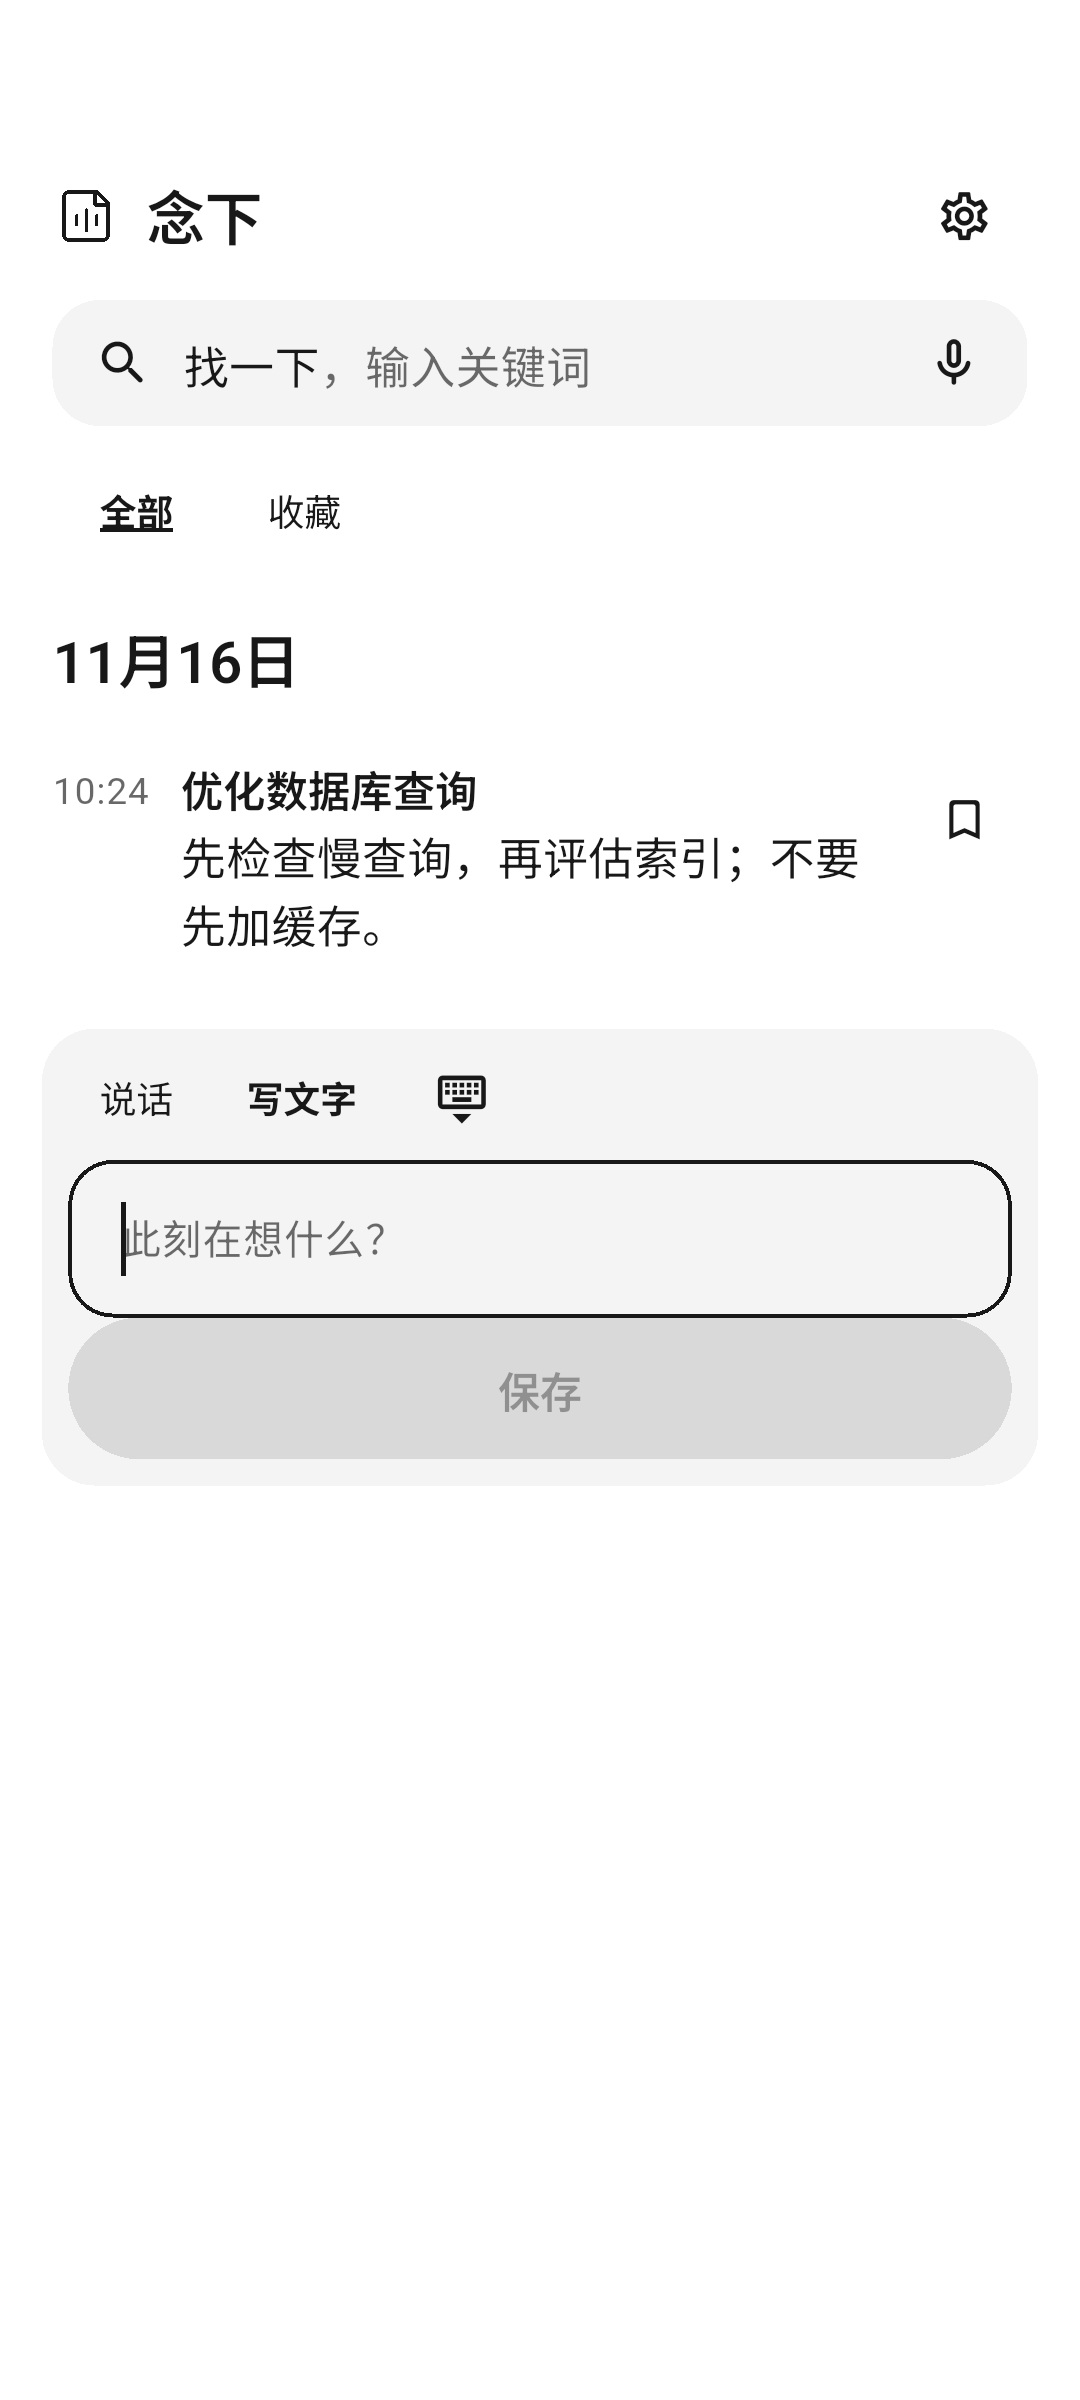 念下
找一下，输入关键词
全部 收藏
11月16日
10:24 优化数据库查询
先检查慢查询，再评估索引；不要
先加缓存。
说话 写文字
此刻在想什么？
保存